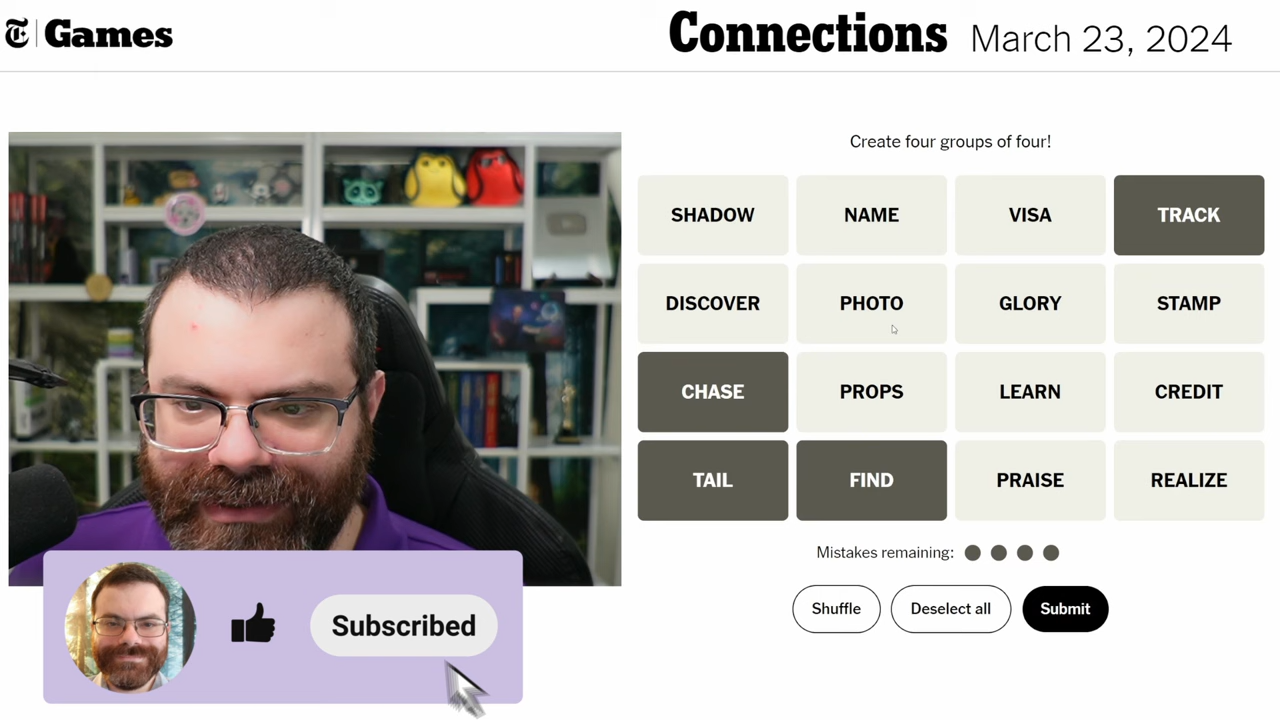 Games
Connections March 23, 2024
Create four groups of four!
SHADOW NAME VISA TRACK
DISCOVER PHOTO GLORY STAMP
CHASE PROPS LEARN CREDIT
TAIL FIND PRAISE REALIZE
Mistakes remaining:
Shuffle Deselect all Submit
Subscribed